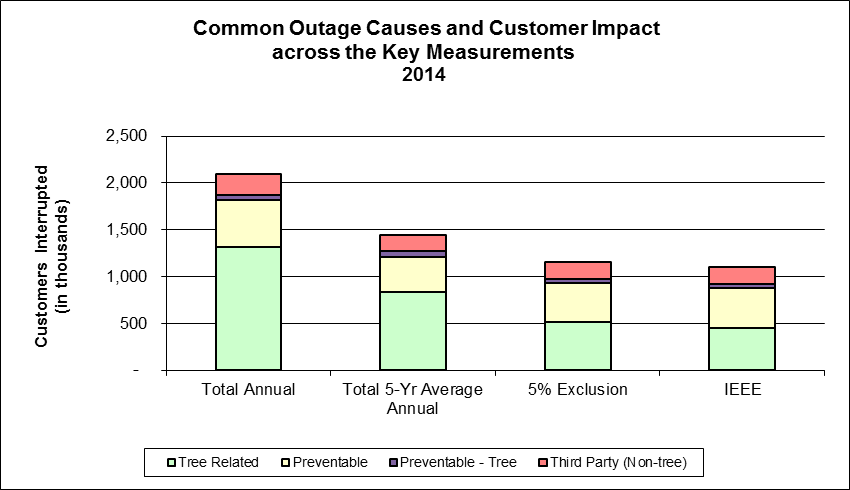 Common Outage Causes and Customer Impact
across the Key Measurements
2014
Customers Interrupted
(in thousands)
2,500
2,000
1,500
1,000
500
-
Total Annual
Total 5-Yr Average
Annual
5% Exclusion
IEEE
Tree Related
Preventable
Preventable - Tree
Third Party (Non-tree)